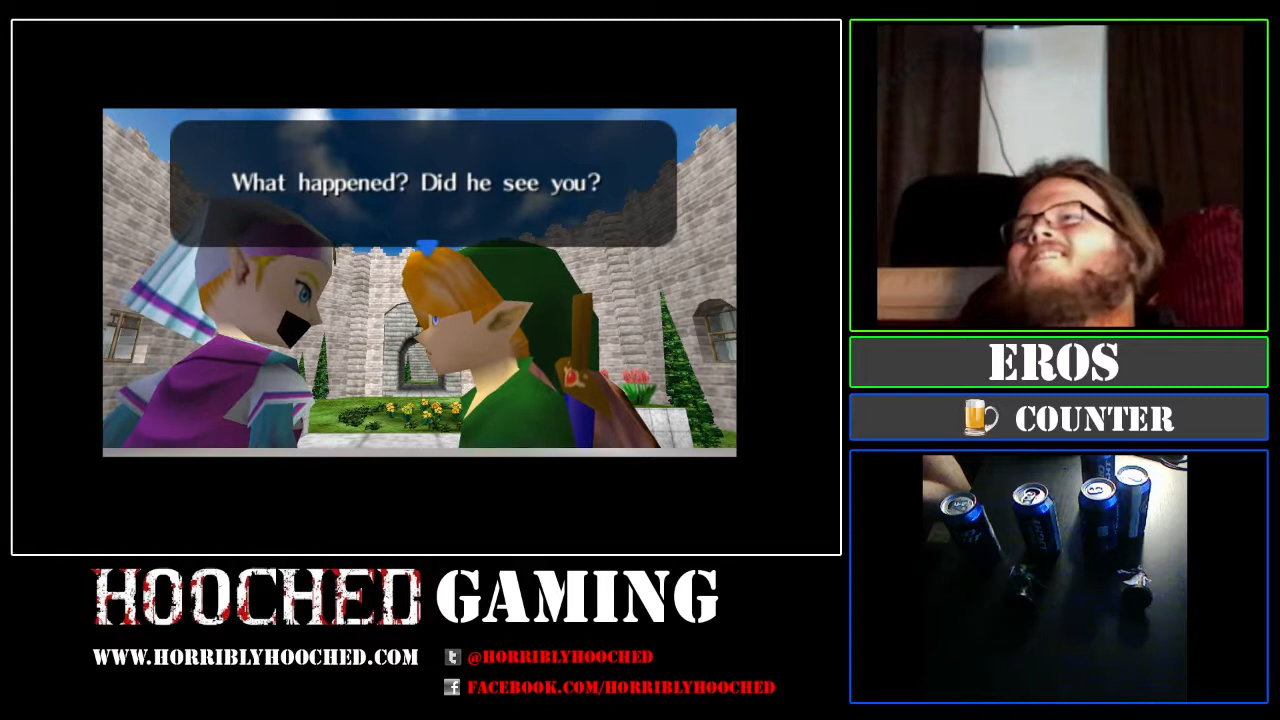 What happened? Did he see you?
EROS
COUNTER
HOOCHED GAMING
WWW.HORRIBLYHOOCHED.COM
@HORRIBLYHOOCHED
FACEBOOK.COM/HORRIBLYHOOCHED